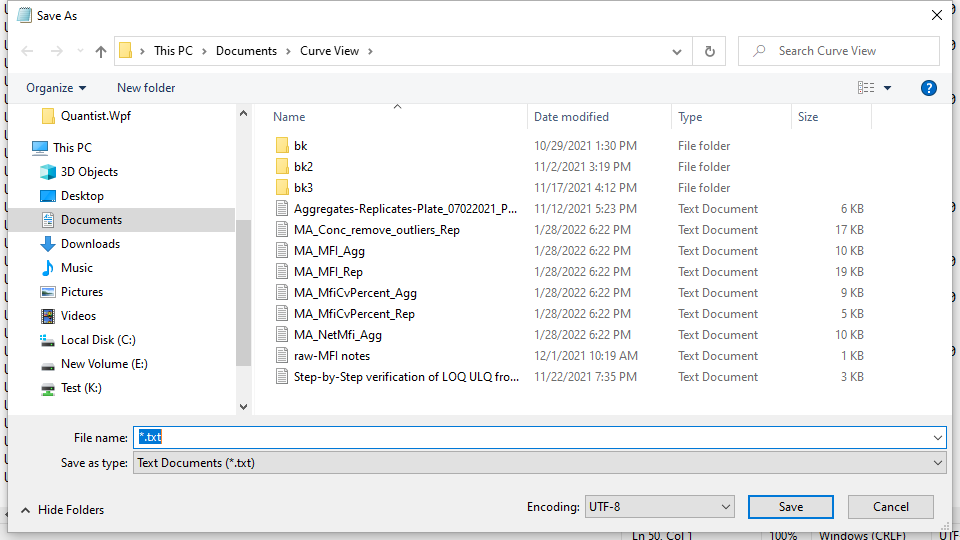 Save As
This PC > Documents > Curve View >
Search Curve View
Organize New folder
Name Date modified Type Size
Quantist.Wpf
This PC
3D Objects
Desktop
Documents
Downloads
Music
Pictures
Videos
Local Disk (C:)
New Volume (E:)
Test (K:)
bk 10/29/2021 1:30 PM File folder
bk2 11/2/2021 3:19 PM File folder
bk3 11/17/2021 4:12 PM File folder
Aggregates-Replicates-Plate_07022021_P... 11/12/2021 5:23 PM Text Document 6 KB
MA_Conc_remove_outliers_Rep 1/28/2022 6:22 PM Text Document 17 KB
MA_MFI_Agg 1/28/2022 6:22 PM Text Document 10 KB
MA_MFI_Rep 1/28/2022 6:22 PM Text Document 19 KB
MA_MfiCvPercent_Agg 1/28/2022 6:22 PM Text Document 9 KB
MA_MfiCvPercent_Rep 1/28/2022 6:22 PM Text Document 5 KB
MA_NetMfi_Agg 1/28/2022 6:22 PM Text Document 10 KB
raw-MFI notes 12/1/2021 10:19 AM Text Document 1 KB
Step-by-Step verification of LOQ ULQ fro... 11/22/2021 7:35 PM Text Document 3 KB
File name: *.txt
Save as type: Text Documents (*.txt)
Hide Folders Encoding: UTF-8 Save Cancel
Ln 50, Col 1 100% Windows (CRLF) UTF